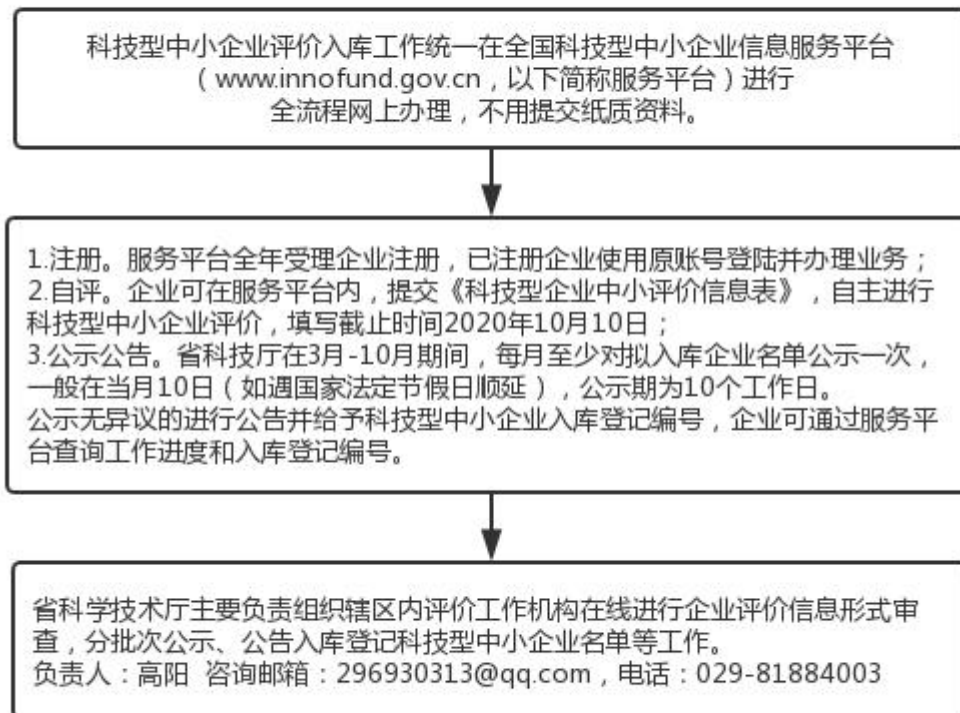 科技型中小企业评价入库工作统一在全国科技型中小企业信息服务平台
（www.innofund.gov.cn，以下简称服务平台）进行
全流程网上办理，不用提交纸质资料。
1.注册。服务平台全年受理企业注册，已注册企业使用原账号登陆并办理业务；
2.自评。企业可在服务平台内，提交《科技型企业中小评价信息表》，自主进行
科技型中小企业评价，填写截止时间2020年10月10日；
3.公示公告。省科技厅在3月-10月期间，每月至少对拟入库企业名单公示一次，
一般在当月10日（如遇国家法定节假日顺延），公示期为10个工作日。
公示无异议的进行公告并给予科技型中小企业入库登记编号，企业可通过服务平
台查询工作进度和入库登记编号。
省科学技术厅主要负责组织辖区内评价工作机构在线进行企业评价信息形式审
查，分批次公示、公告入库登记科技型中小企业名单等工作。
负责人：高阳 咨询邮箱：296930313@qq.com，电话：029-81884003